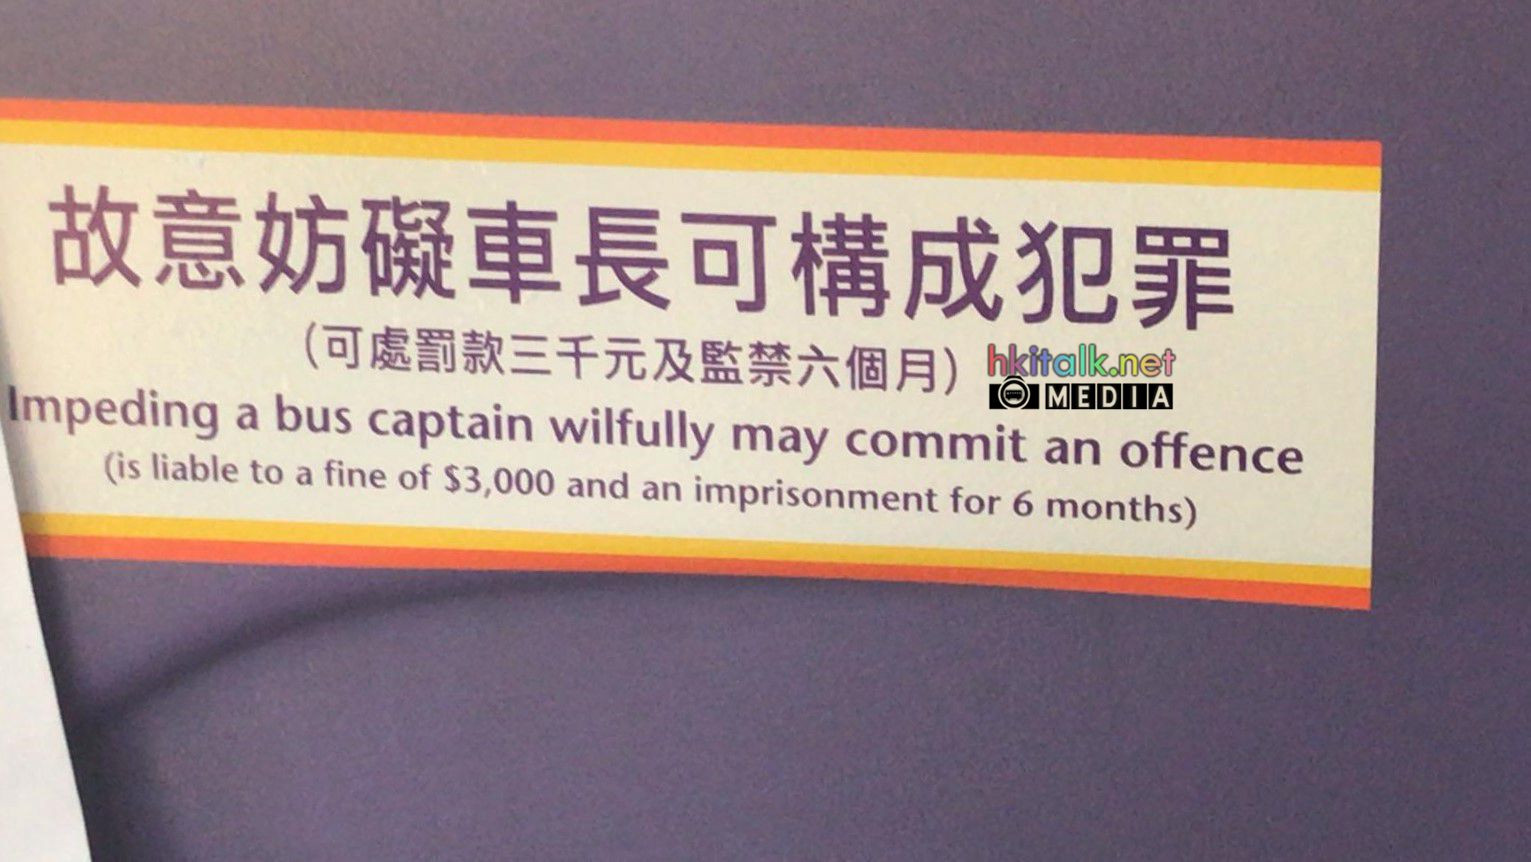 故意妨礙車長可構成犯罪
(可處罰款三千元及監禁六個月)
hkitalk.net
MEDIA
Impeding a bus captain wilfully may commit an offence
(is liable to a fine of $3,000 and an imprisonment for 6 months)